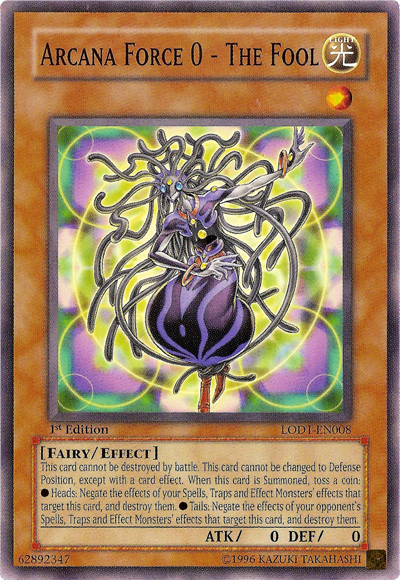 ARCANA FORCE 0 - THE FOOL
LIGHT
光
1st Edition
LODT-EN008
[FAIRY/EFFECT]
This card cannot be destroyed by battle. This card cannot be changed to Defense
Position, except with a card effect. When this card is Summoned, toss a coin:
●Heads: Negate the effects of your Spells, Traps and Effect Monsters' effects that
target this card, and destroy them. ●Tails: Negate the effects of your opponent's
Spells, Traps and Effect Monsters' effects that target this card, and destroy them.
ATK/ 0 DEF/ 0
62892347
©1996 KAZUKI TAKAHASHI